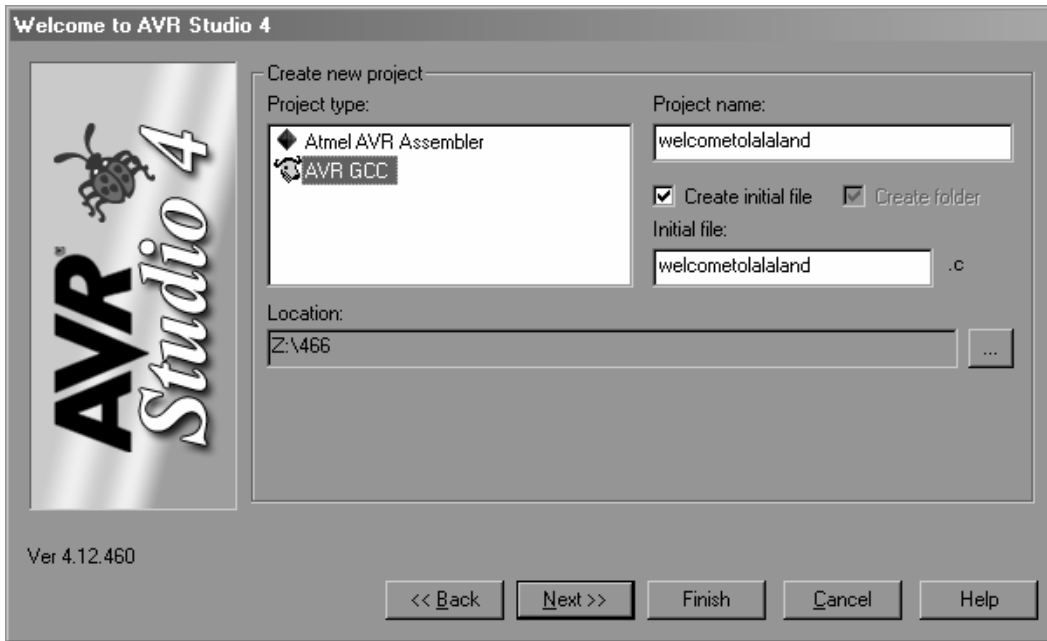 Welcome to AVR Studio 4
AVR® Studio 4
Create new project
Project type:
Atmel AVR Assembler
AVR GCC
Project name:
welcometolalaland
Create initial file
Create folder
Initial file:
welcometolalaland
.c
Location:
Z:\466
...
Ver 4.12.460
<< Back
Next >>
Finish
Cancel
Help